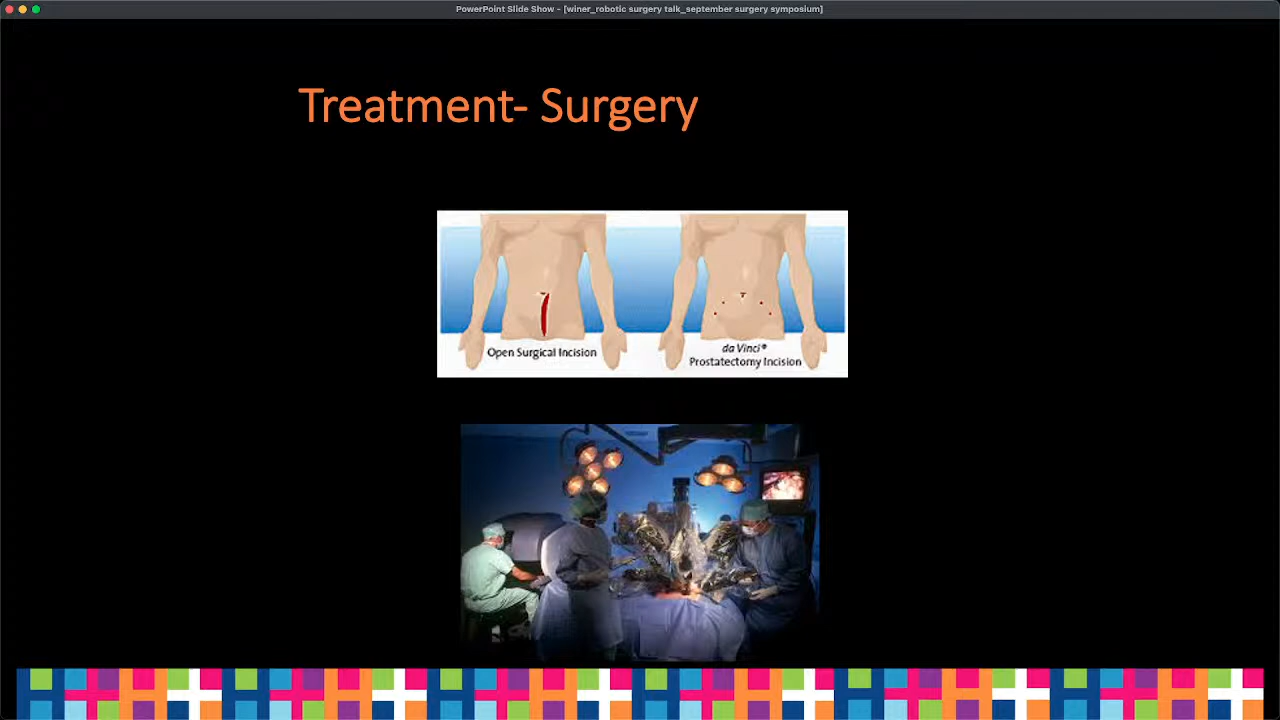 PowerPoint Slide Show - [winer_robotic surgery talk_september surgery symposium]
Treatment- Surgery
Open Surgical Incision
da Vinci®
Prostatectomy Incision